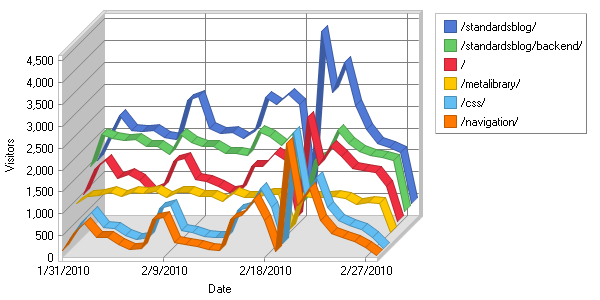 4,500
4,000
3,500
3,000
2,500
2,000
1,500
1,000
500
0
Visitors
1/31/2010 2/9/2010 2/18/2010 2/27/2010
Date
/standardsblog/
/standardsblog/backend/
/
/metalibrary/
/css/
/navigation/